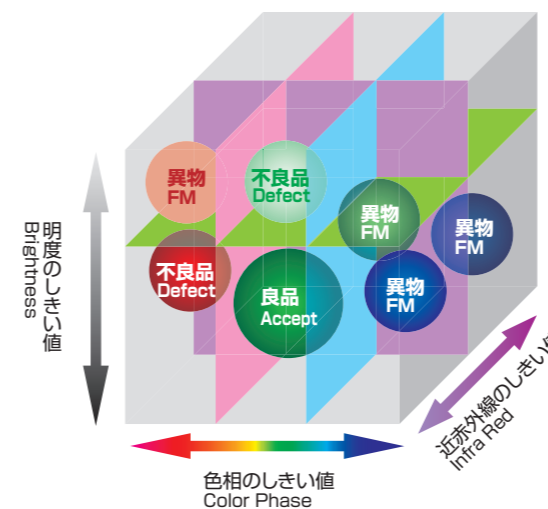 異物
FM
不良品
Defect
異物
FM
異物
FM
不良品
Defect
良品
Accept
異物
FM
明度のしきい値
Brightness
色相のしきい値
Color Phase
近赤外線のしきい値
Infra Red